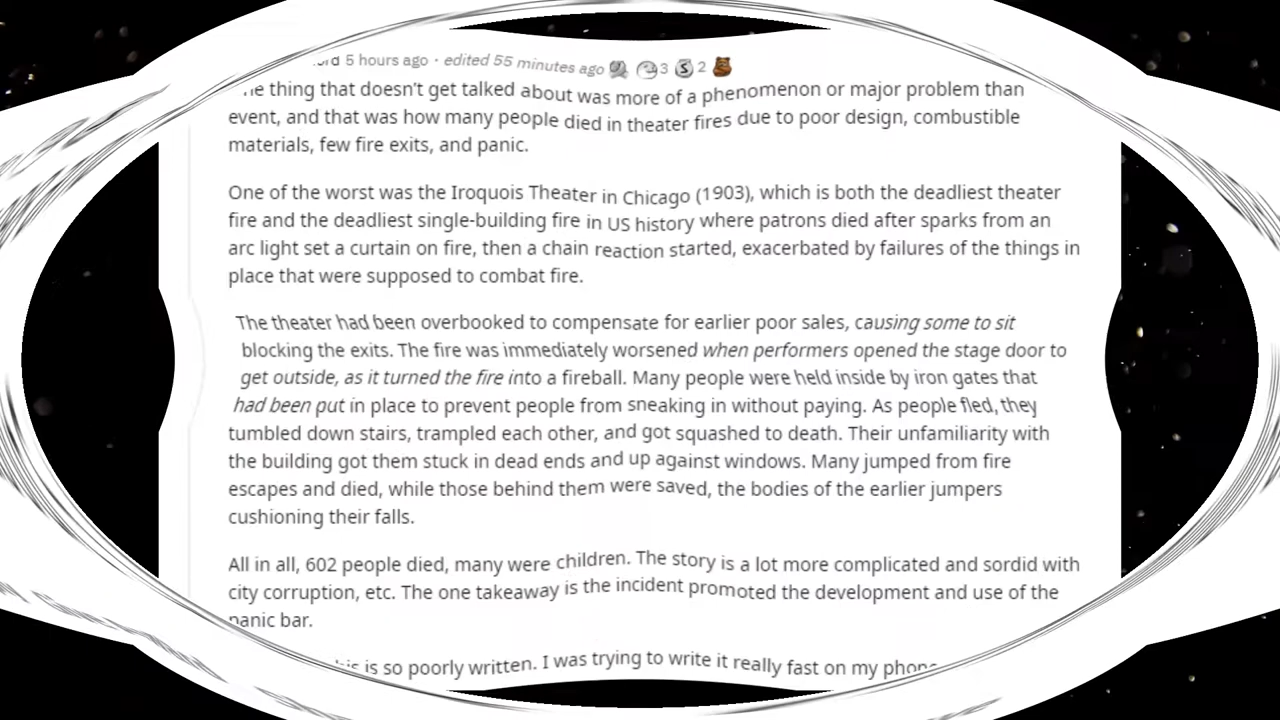 5 hours ago · edited 55 minutes ago 3 2
thing that doesn't get talked about was more of a phenomenon or major problem than
event, and that was how many people died in theater fires due to poor design, combustible
materials, few fire exits, and panic.
One of the worst was the Iroquois Theater in Chicago (1903), which is both the deadliest theater
fire and the deadliest single-building fire in US history where patrons died after sparks from an
arc light set a curtain on fire, then a chain reaction started, exacerbated by failures of the things in
place that were supposed to combat fire.
The theater had been overbooked to compensate for earlier poor sales, causing some to sit
blocking the exits. The fire was immediately worsened when performers opened the stage door to
get outside, as it turned the fire into a fireball. Many people were held inside by iron gates that
had been put in place to prevent people from sneaking in without paying. As people fled, they
tumbled down stairs, trampled each other, and got squashed to death. Their unfamiliarity with
the building got them stuck in dead ends and up against windows. Many jumped from fire
escapes and died, while those behind them were saved, the bodies of the earlier jumpers
cushioning their falls.
All in all, 602 people died, many were children. The story is a lot more complicated and sordid with
city corruption, etc. The one takeaway is the incident promoted the development and use of the
panic bar.
is so poorly written. I was trying to write it really fast on my phone